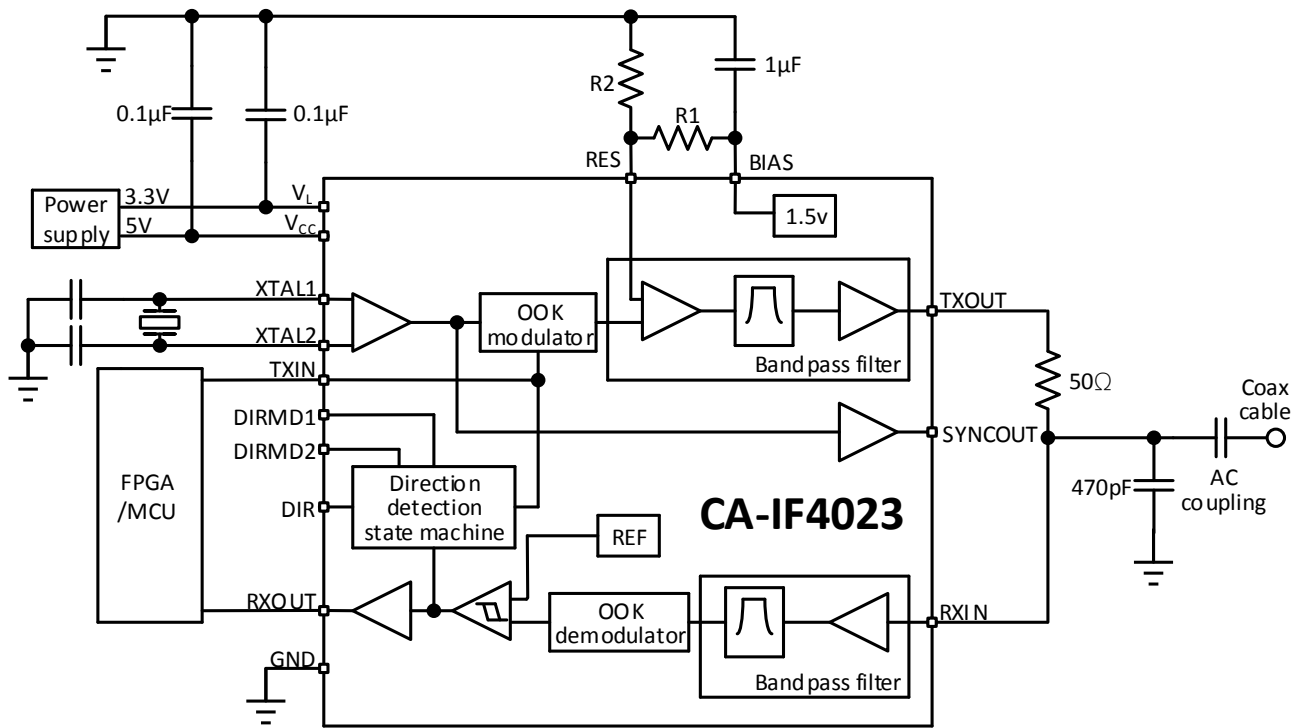 1µF
R2
0.1µF
0.1µF
R1
RES
BIAS
Power
supply
3.3V
5V
VL
VCC
1.5v
XTAL1
XTAL2
OOK
modulator
Band pass filter
TXOUT
TXIN
50Ω
Coax
cable
DIRMD1
DIRMD2
SYNCOUT
FPGA
/MCU
DIR
Direction
detection
state machine
470pF
AC
coupling
CA-IF4023
REF
RXOUT
OOK
demodulator
RXIN
GND
Band pass filter